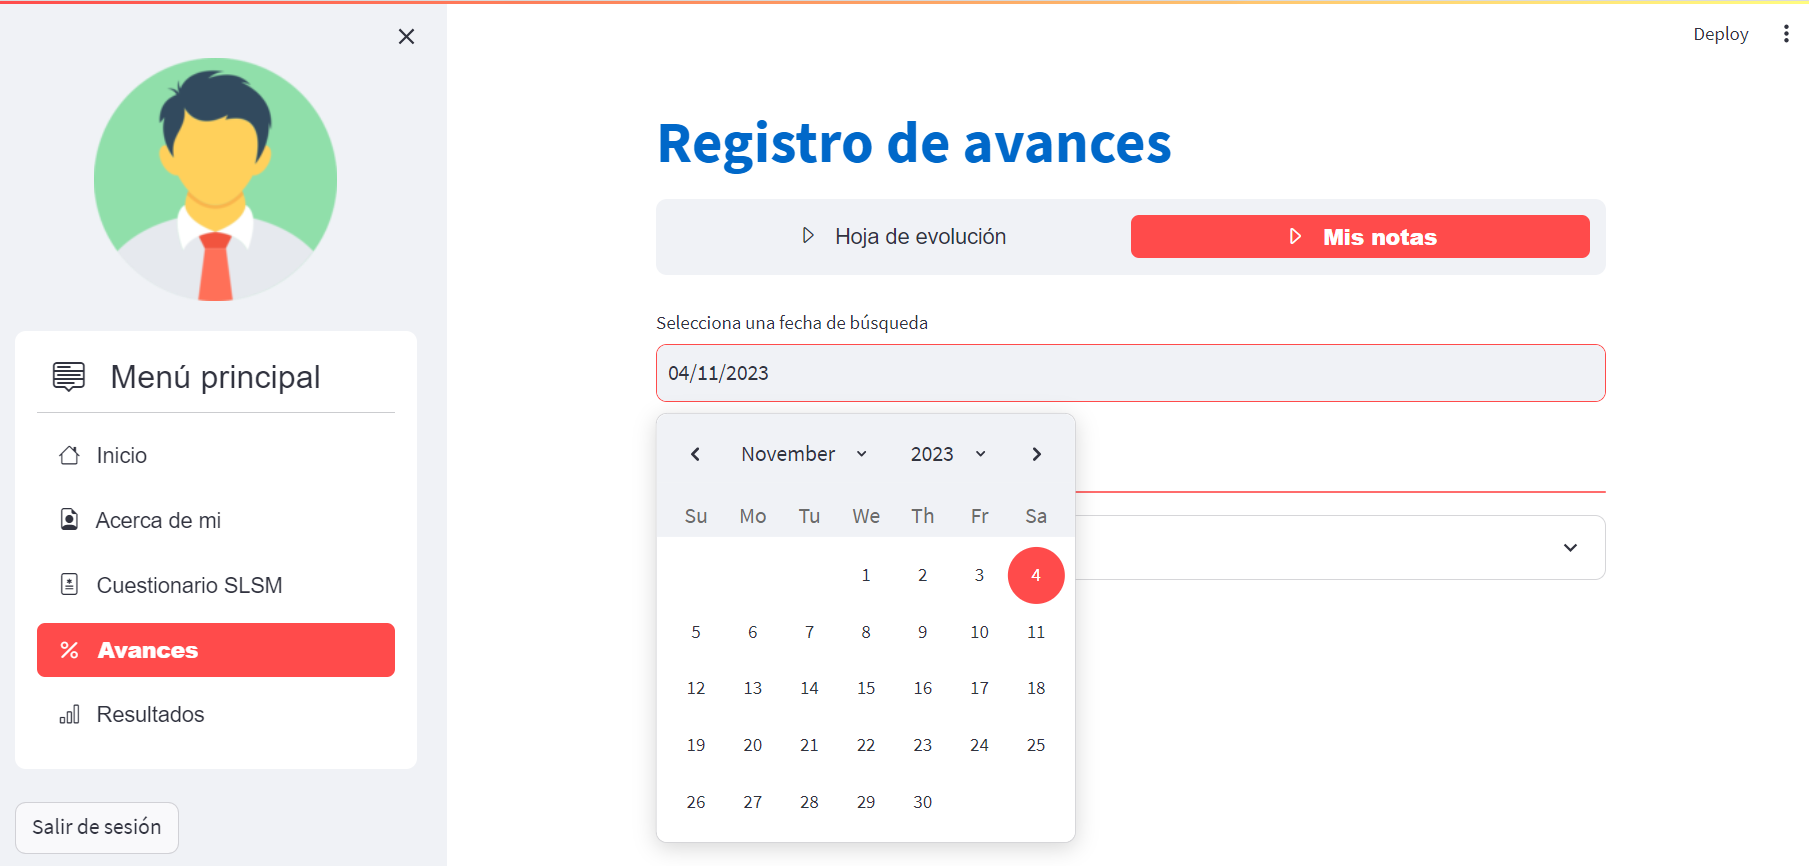 Deploy
Menú principal
Inicio
Acerca de mi
Cuestionario SLSM
Avances
Resultados
Salir de sesión
Registro de avances
Hoja de evolución
Mis notas
Selecciona una fecha de búsqueda
04/11/2023
November 2023
Su Mo Tu We Th Fr Sa
1 2 3 4
5 6 7 8 9 10 11
12 13 14 15 16 17 18
19 20 21 22 23 24 25
26 27 28 29 30